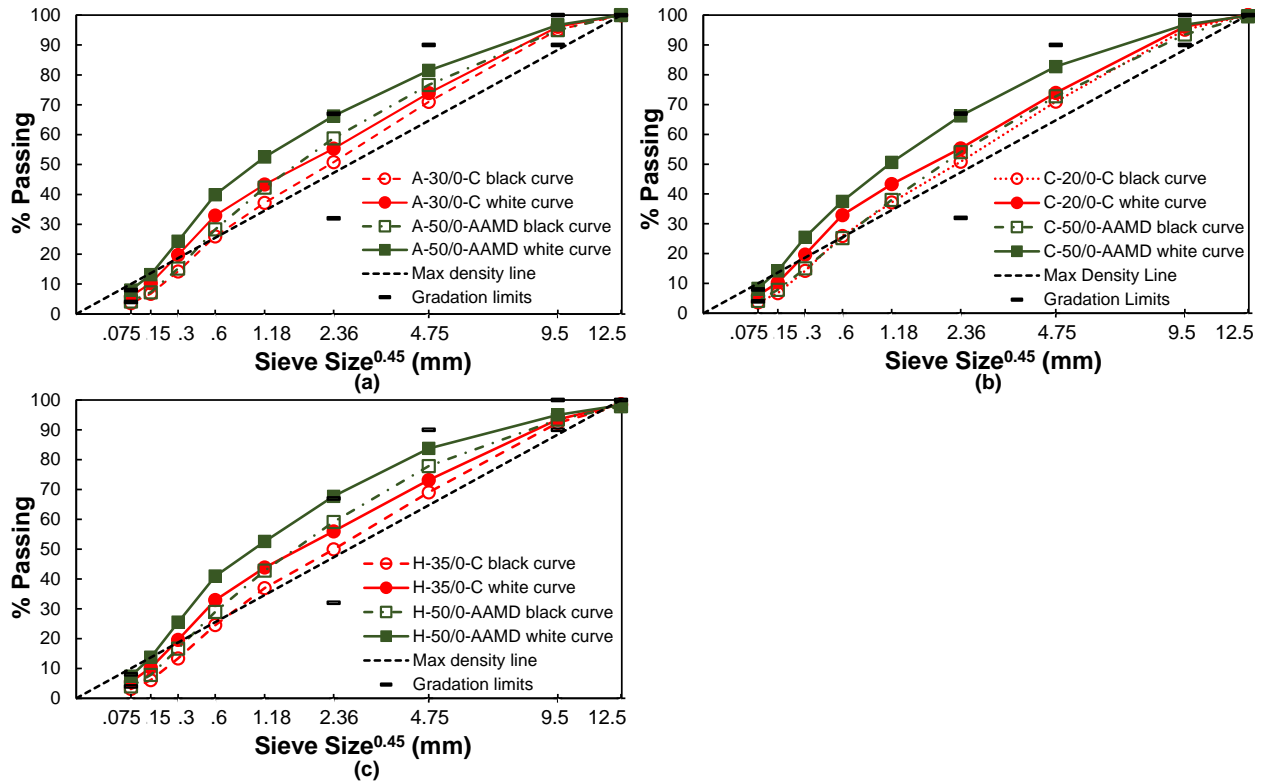 100
90
80
70
60
50
40
30
20
10
0
% Passing
A-30/0-C black curve
A-30/0-C white curve
A-50/0-AAMD black curve
A-50/0-AAMD white curve
Max density line
Gradation limits
.075 .15 .3 .6 1.18 2.36 4.75 9.5 12.5
Sieve Size^0.45 (mm)
(a)
100
90
80
70
60
50
40
30
20
10
0
% Passing
C-20/0-C black curve
C-20/0-C white curve
C-50/0-AAMD black curve
C-50/0-AAMD white curve
Max Density Line
Gradation Limits
.075 .15 .3 .6 1.18 2.36 4.75 9.5 12.5
Sieve Size^0.45 (mm)
(b)
100
90
80
70
60
50
40
30
20
10
0
% Passing
H-35/0-C black curve
H-35/0-C white curve
H-50/0-AAMD black curve
H-50/0-AAMD white curve
Max density line
Gradation limits
.075 .15 .3 .6 1.18 2.36 4.75 9.5 12.5
Sieve Size^0.45 (mm)
(c)